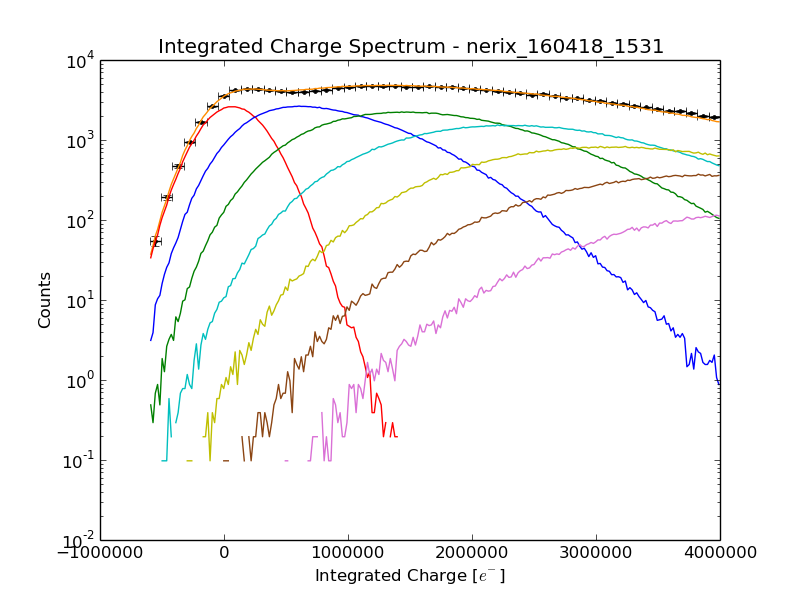 Integrated Charge Spectrum - nerix_160418_1531
Counts
10^4
10^3
10^2
10^1
10^0
10^-1
10^-2
−1000000 0 1000000 2000000 3000000 4000000
Integrated Charge [e^-]